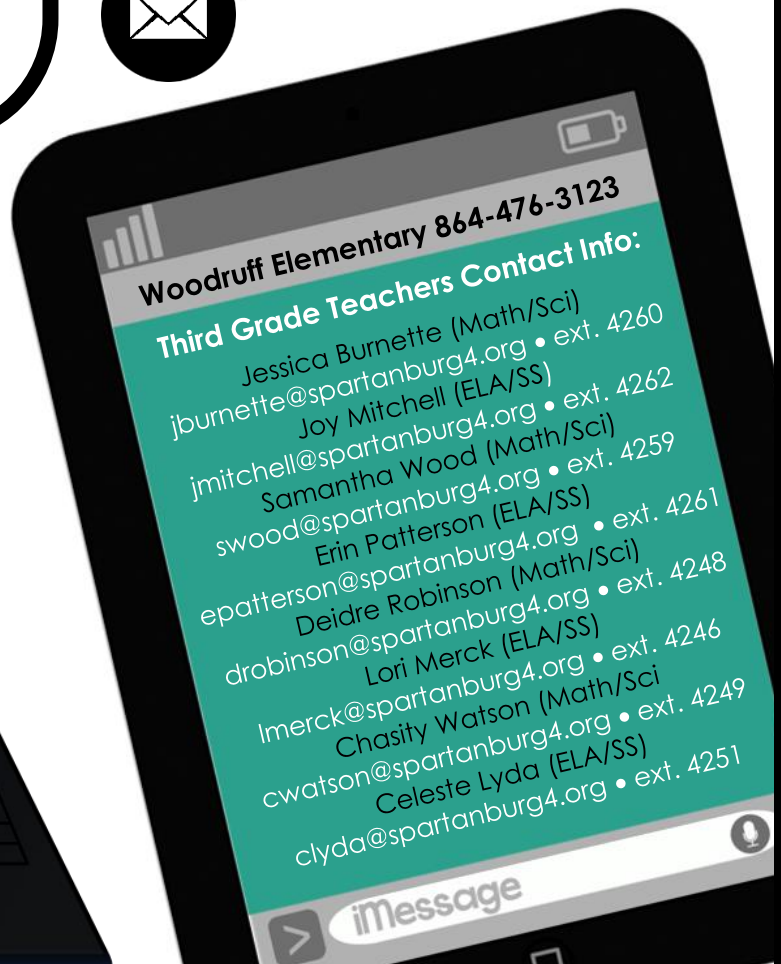 Woodruff Elementary 864-476-3123
Third Grade Teachers Contact Info:
Jessica Burnette (Math/Sci)
jburnette@spartanburg4.org • ext. 4260
Joy Mitchell (ELA/SS)
jmitchell@spartanburg4.org • ext. 4262
Samantha Wood (Math/Sci)
swood@spartanburg4.org • ext. 4259
Erin Patterson (ELA/SS)
epatterson@spartanburg4.org • ext. 4261
Deidre Robinson (Math/Sci)
drobinson@spartanburg4.org • ext. 4248
Lori Merck (ELA/SS)
lmerck@spartanburg4.org • ext. 4246
Chasity Watson (Math/Sci
cwatson@spartanburg4.org • ext. 4249
Celeste Lyda (ELA/SS)
clyda@spartanburg4.org • ext. 4251
> iMessage